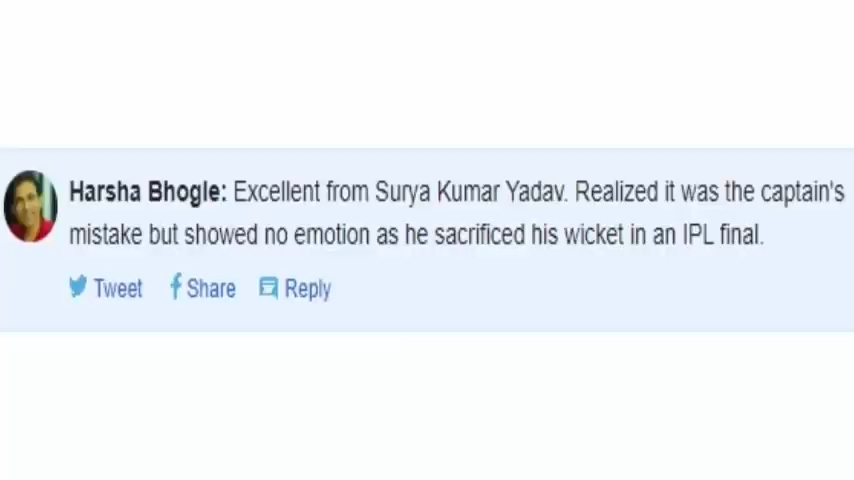 Harsha Bhogle: Excellent from Surya Kumar Yadav. Realized it was the captain's
mistake but showed no emotion as he sacrificed his wicket in an IPL final.
Tweet Share Reply